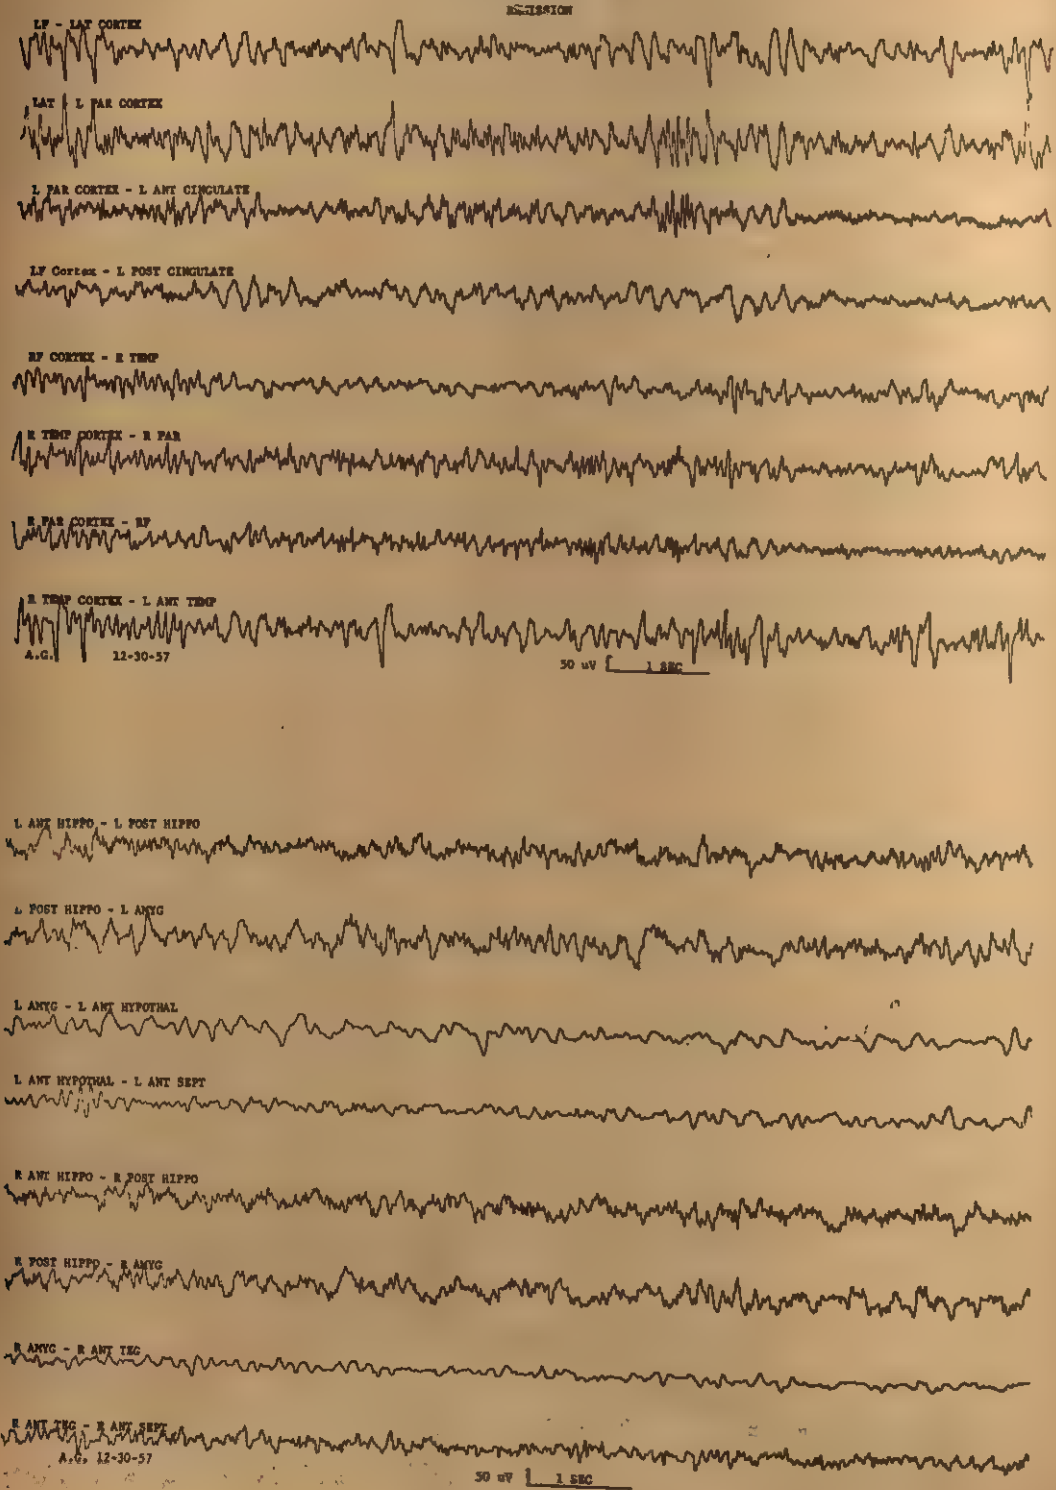 REMISSION
LF - LAT CORTEX
LAT - L PAR CORTEX
L PAR CORTEX - L ANT CINGULATE
LF Cortex - L POST CINGULATE
RF CORTEX - R TEMP
R TEMP CORTEX - R PAR
R PAR CORTEX - RF
R TEMP CORTEX - L ANT TEMP
A.G. 12-30-57
50 uV 1 SEC
L ANT HIPPO - L POST HIPPO
L POST HIPPO - L AMYG
L AMYG - L ANT HYPOTHAL
L ANT HYPOTHAL - L ANT SEPT
R ANT HIPPO - R POST HIPPO
R POST HIPPO - R AMYG
R AMYG - R ANT TEG
R ANT TEG - R ANT SEPT
A.G. 12-30-57
50 uV 1 SEC